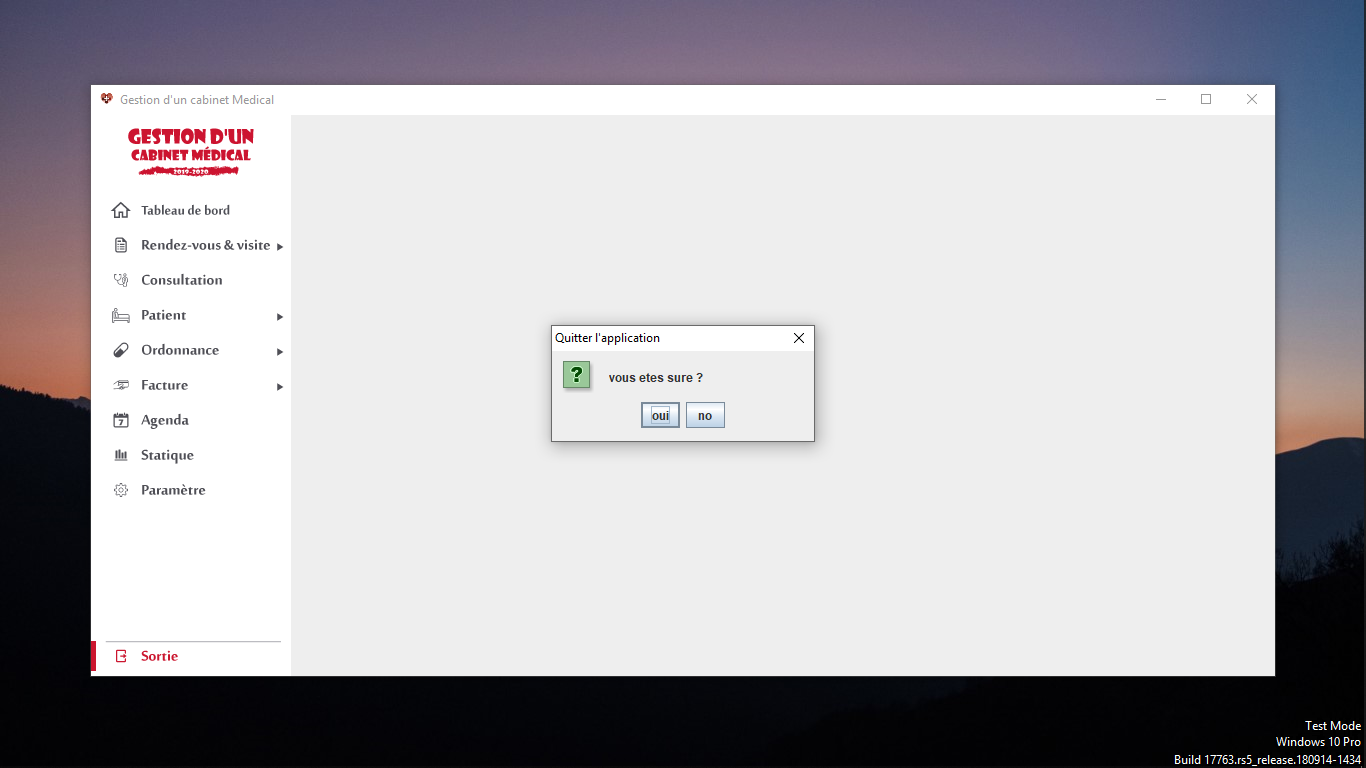 Gestion d'un cabinet Medical
GESTION D'UN
CABINET MÉDICAL
2019-2020
Tableau de bord
Rendez-vous & visite
Consultation
Patient
Ordonnance
Facture
7
Agenda
Statique
Paramètre
Sortie
Quitter l'application
?
vous etes sure ?
oui
no
Test Mode
Windows 10 Pro
Build 17763.rs5_release.180914-1434